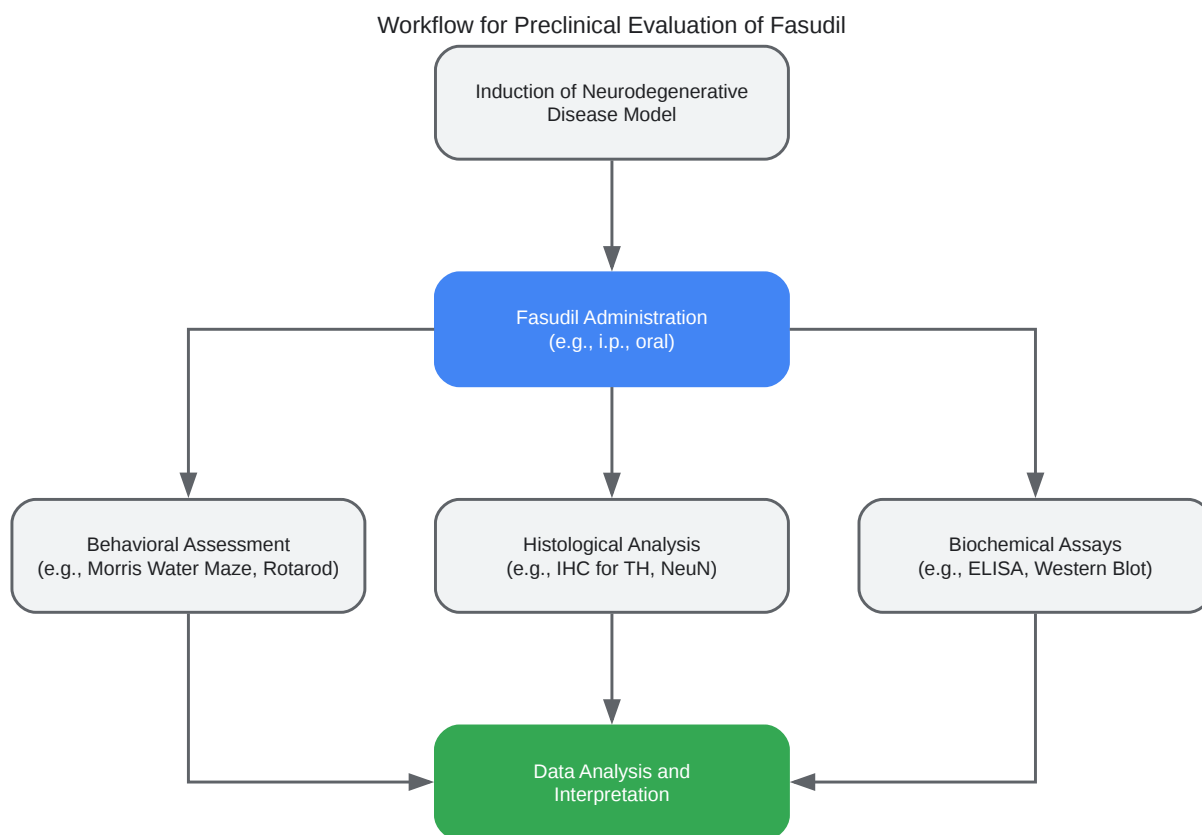 Workflow for Preclinical Evaluation of Fasudil
Induction of Neurodegenerative
Disease Model
Fasudil Administration
(e.g., i.p., oral)
Behavioral Assessment
(e.g., Morris Water Maze, Rotarod)
Histological Analysis
(e.g., IHC for TH, NeuN)
Biochemical Assays
(e.g., ELISA, Western Blot)
Data Analysis and
Interpretation